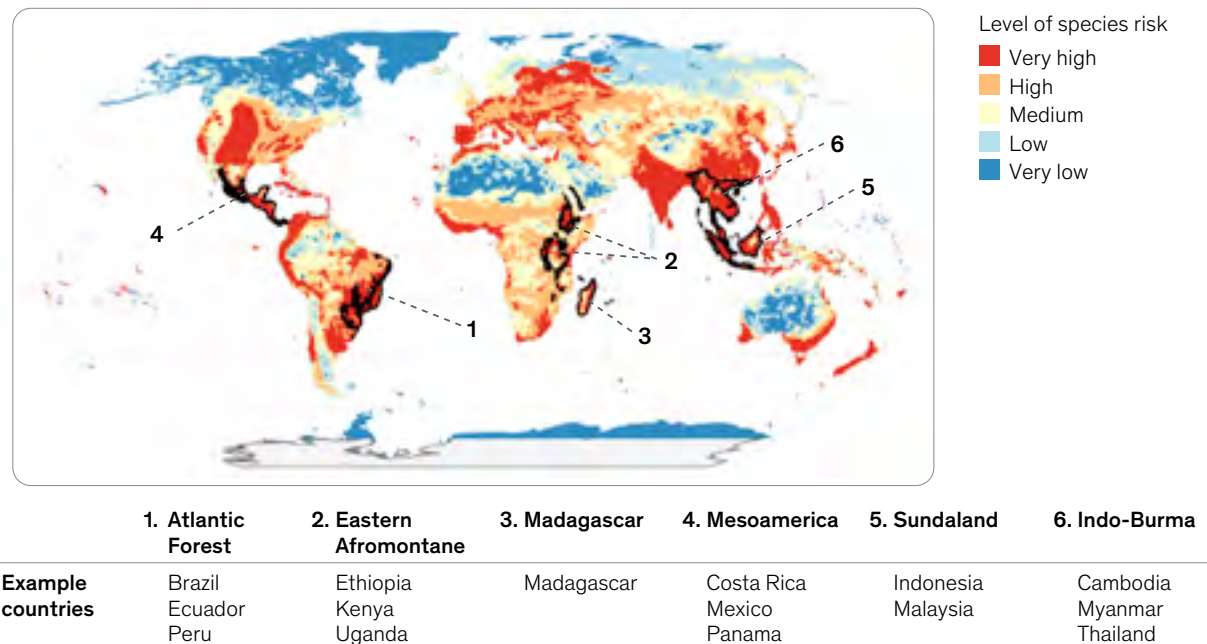 Level of species risk
Very high
High
Medium
Low
Very low
6
5
4
2
1
3
1. Atlantic Forest
2. Eastern Afromontane
3. Madagascar
4. Mesoamerica
5. Sundaland
6. Indo-Burma
Example countries
Brazil
Ecuador
Peru
Ethiopia
Kenya
Uganda
Madagascar
Costa Rica
Mexico
Panama
Indonesia
Malaysia
Cambodia
Myanmar
Thailand